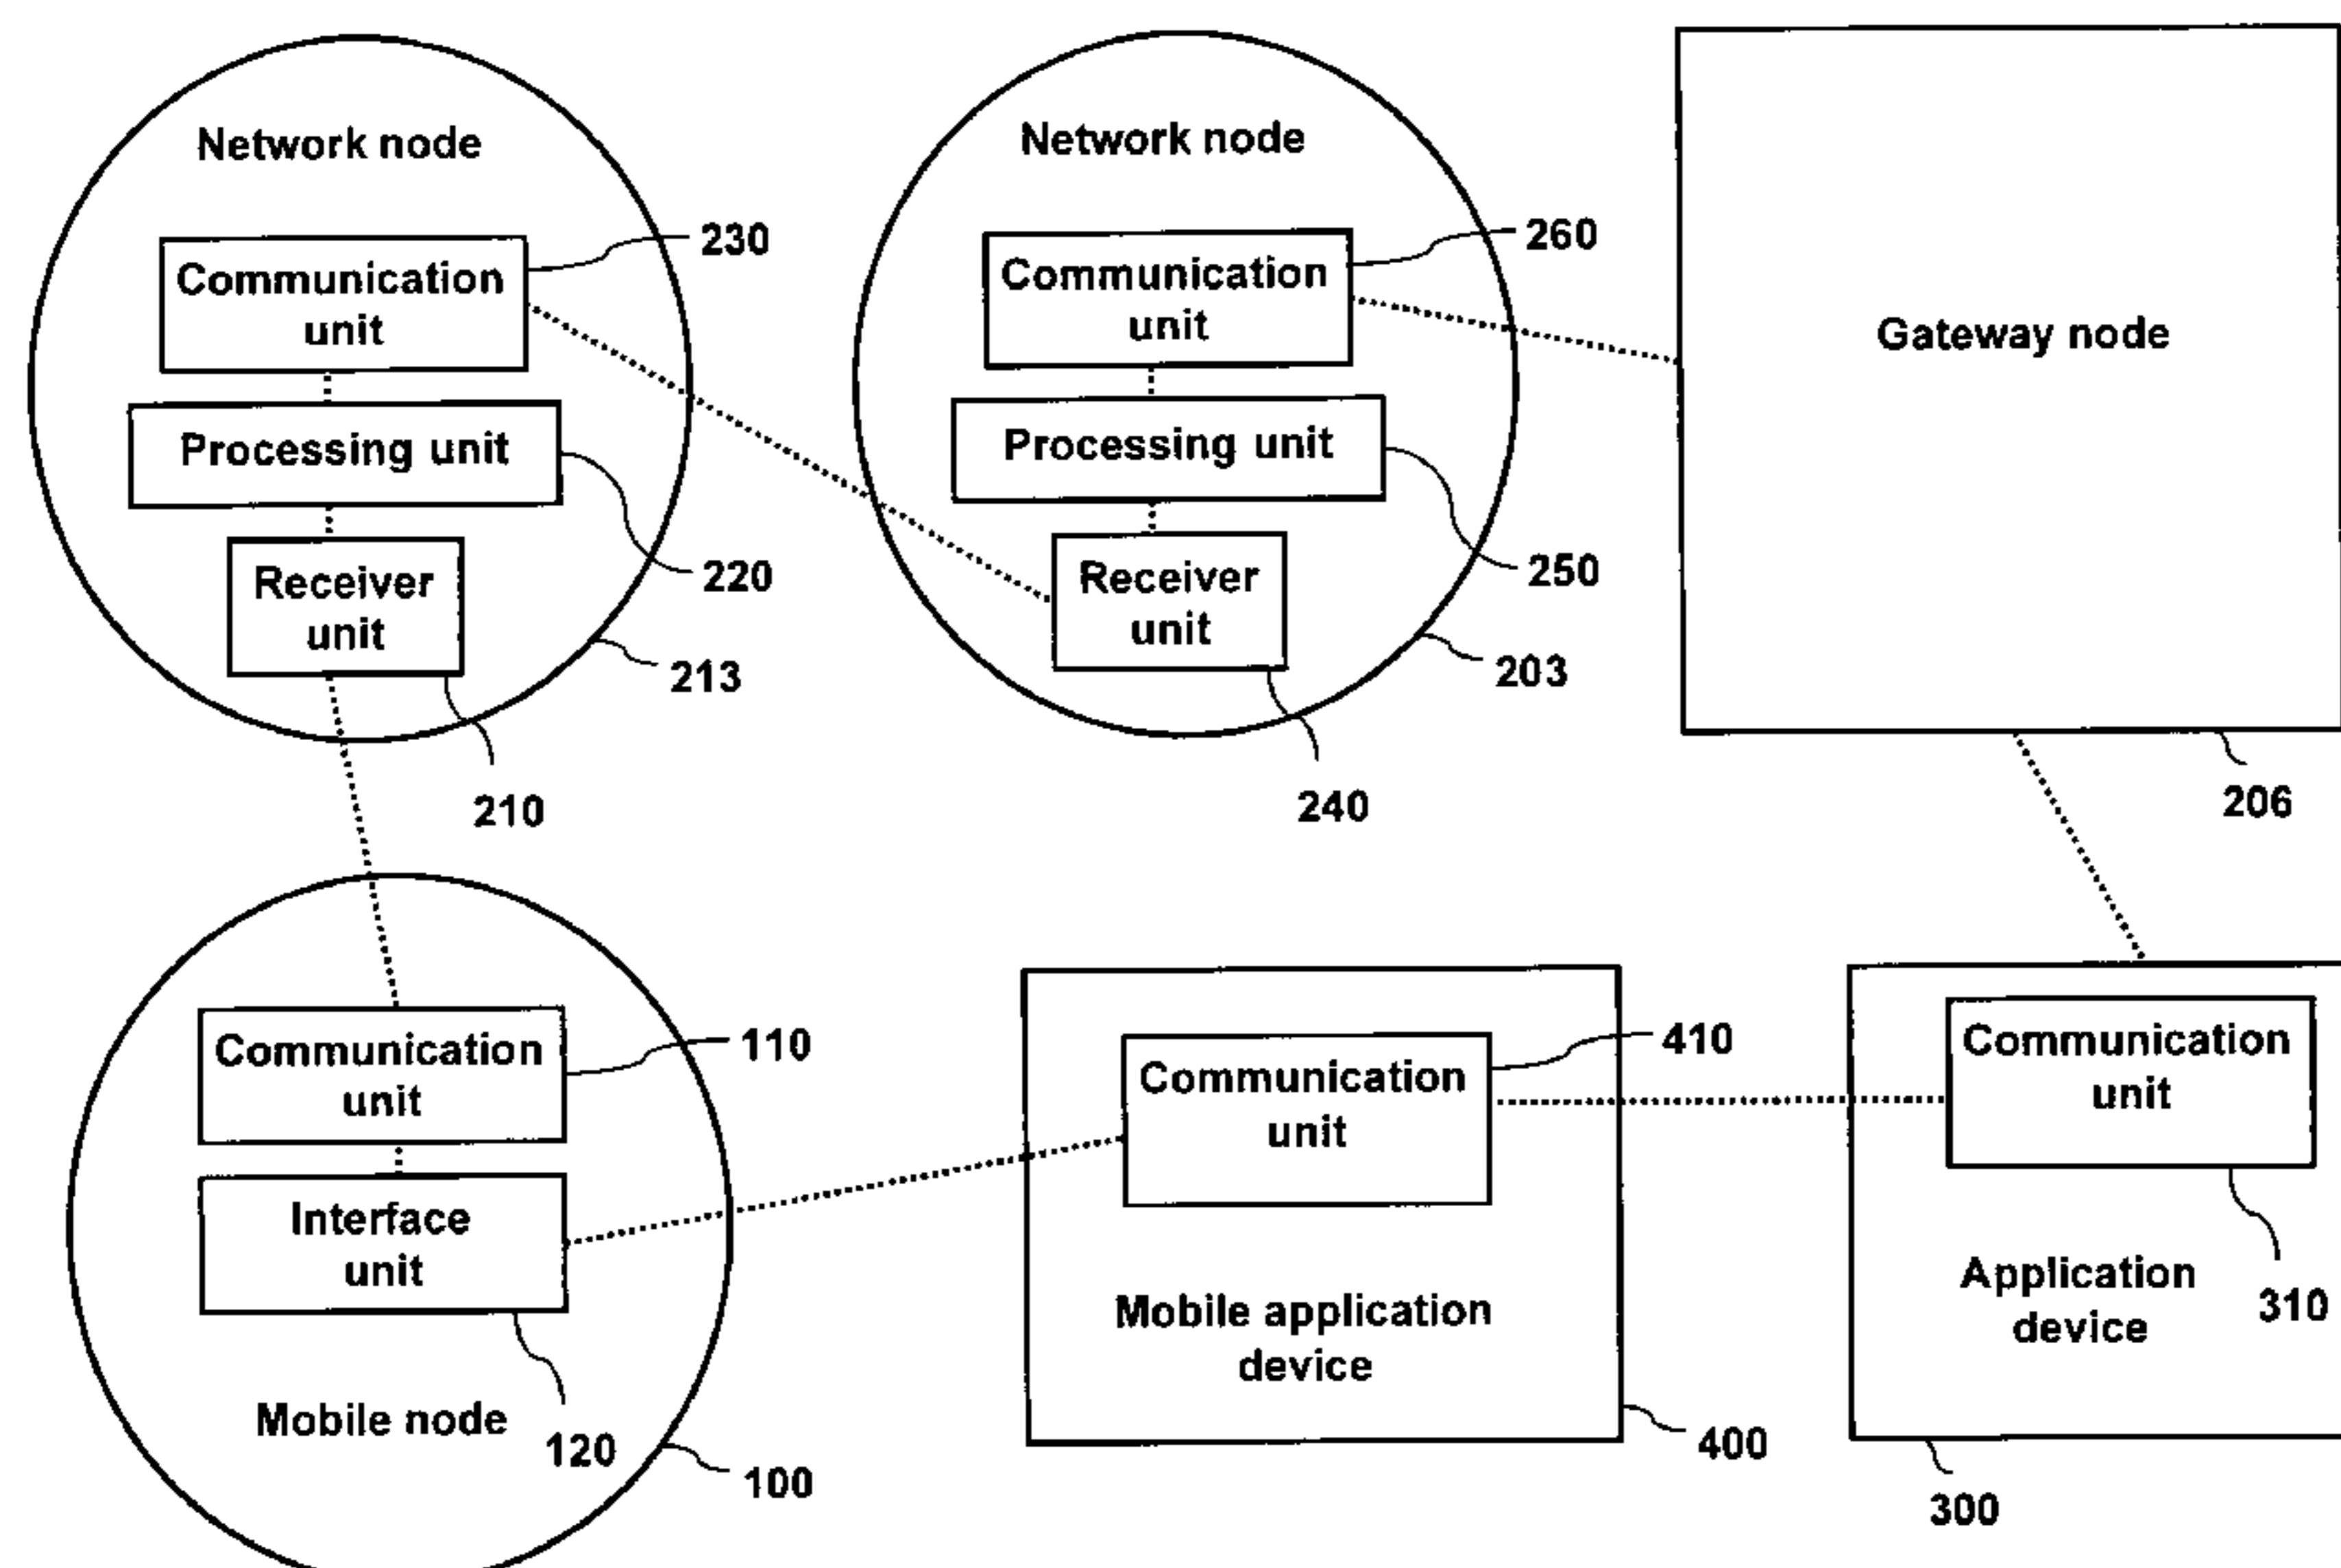 Network node
Communication
unit
230
Processing unit
Receiver
unit
220
213
210
Network node
Communication
unit
260
Processing unit
Receiver
unit
250
203
240
Gateway node
206
Communication
unit
110
Interface
unit
Mobile node
120
100
Communication
unit
410
Mobile application
device
400
Communication
unit
Application
device
310
300